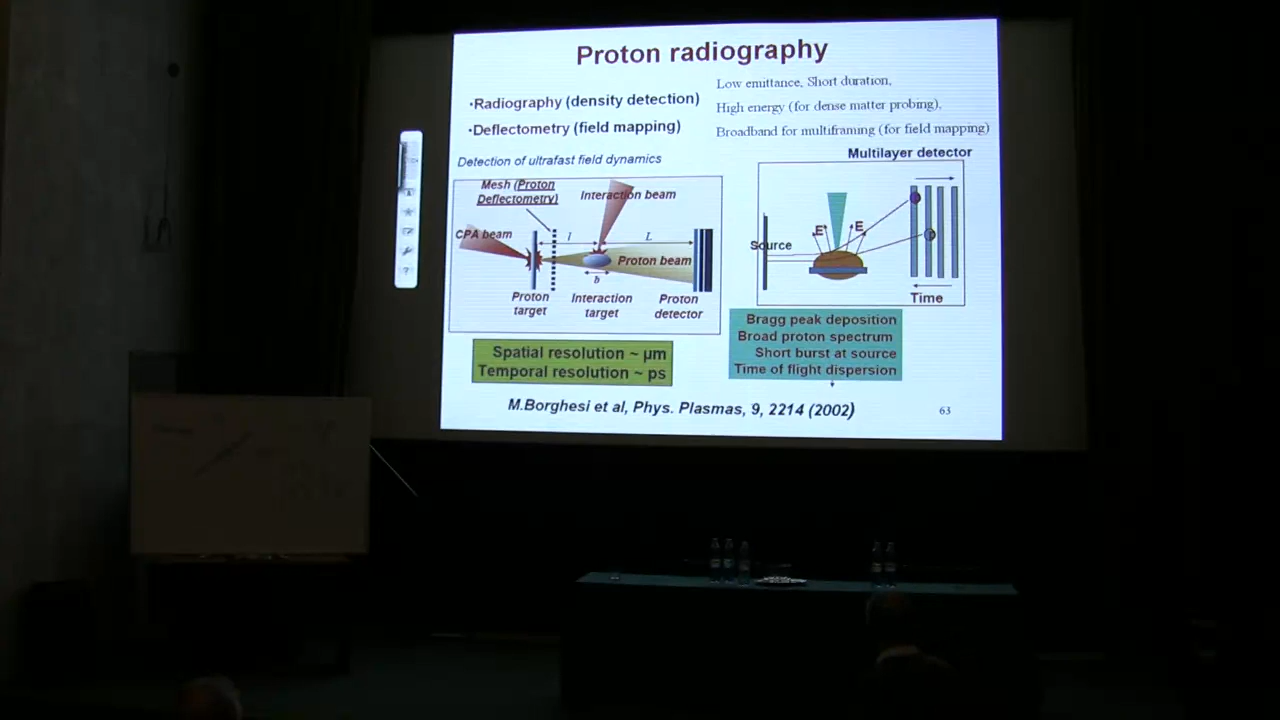 Proton radiography
•Radiography (density detection)
•Deflectometry (field mapping)
Low emittance, Short duration,
High energy (for dense matter probing),
Broadband for multiframing (for field mapping)
Detection of ultrafast field dynamics
Mesh (Proton
Deflectometry)
Interaction beam
CPA beam
l
L
Proton beam
b
Proton
target
Interaction
target
Proton
detector
Multilayer detector
Source
E
E
Time
Spatial resolution ~ µm
Temporal resolution ~ ps
Bragg peak deposition
Broad proton spectrum
Short burst at source
Time of flight dispersion
M.Borghesi et al, Phys. Plasmas, 9, 2214 (2002)
63